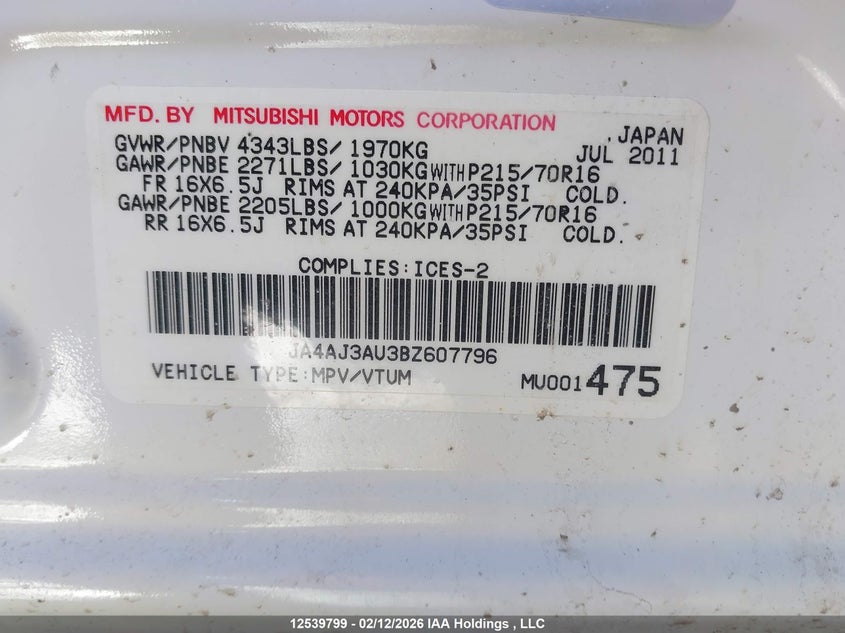 MFD. BY MITSUBISHI MOTORS CORPORATION
JAPAN
GVWR/PNBV 4343LBS/ 1970KG JUL 2011
GAWR/PNBE 2271LBS/ 1030KG WITH P215/70R16
FR 16X6.5J RIMS AT 240KPA/35PSI COLD.
GAWR/PNBE 2205LBS/ 1000KG WITH P215/70R16
RR 16X6.5J RIMS AT 240KPA/35PSI COLD.
COMPLIES:ICES-2
JA4AJ3AU3BZ607796
VEHICLE TYPE:MPV/VTUM MU001475
12539799 - 02/12/2026 IAA Holdings , LLC